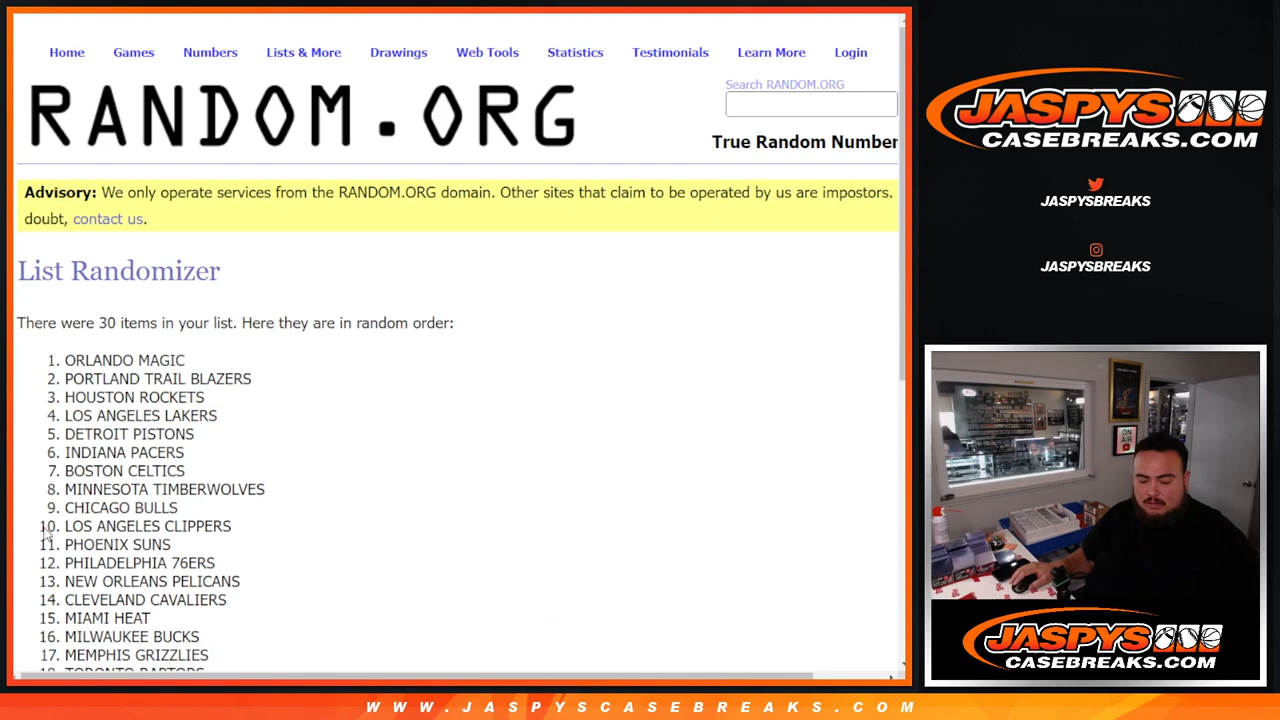 Home Games Numbers Lists & More Drawings Web Tools Statistics Testimonials Learn More Login
RANDOM.ORG
Search RANDOM.ORG
True Random Number
Advisory: We only operate services from the RANDOM.ORG domain. Other sites that claim to be operated by us are impostors.
doubt, contact us.
List Randomizer
There were 30 items in your list. Here they are in random order:
1. ORLANDO MAGIC
2. PORTLAND TRAIL BLAZERS
3. HOUSTON ROCKETS
4. LOS ANGELES LAKERS
5. DETROIT PISTONS
6. INDIANA PACERS
7. BOSTON CELTICS
8. MINNESOTA TIMBERWOLVES
9. CHICAGO BULLS
10. LOS ANGELES CLIPPERS
11. PHOENIX SUNS
12. PHILADELPHIA 76ERS
13. NEW ORLEANS PELICANS
14. CLEVELAND CAVALIERS
15. MIAMI HEAT
16. MILWAUKEE BUCKS
17. MEMPHIS GRIZZLIES
18. TORONTO RAPTORS
JASPYS
CASEBREAKS.COM
JASPYSBREAKS
JASPYSBREAKS
ON
AIR
JASPYS
CASEBREAKS.COM
WWW.JASPYSCASEBREAKS.COM